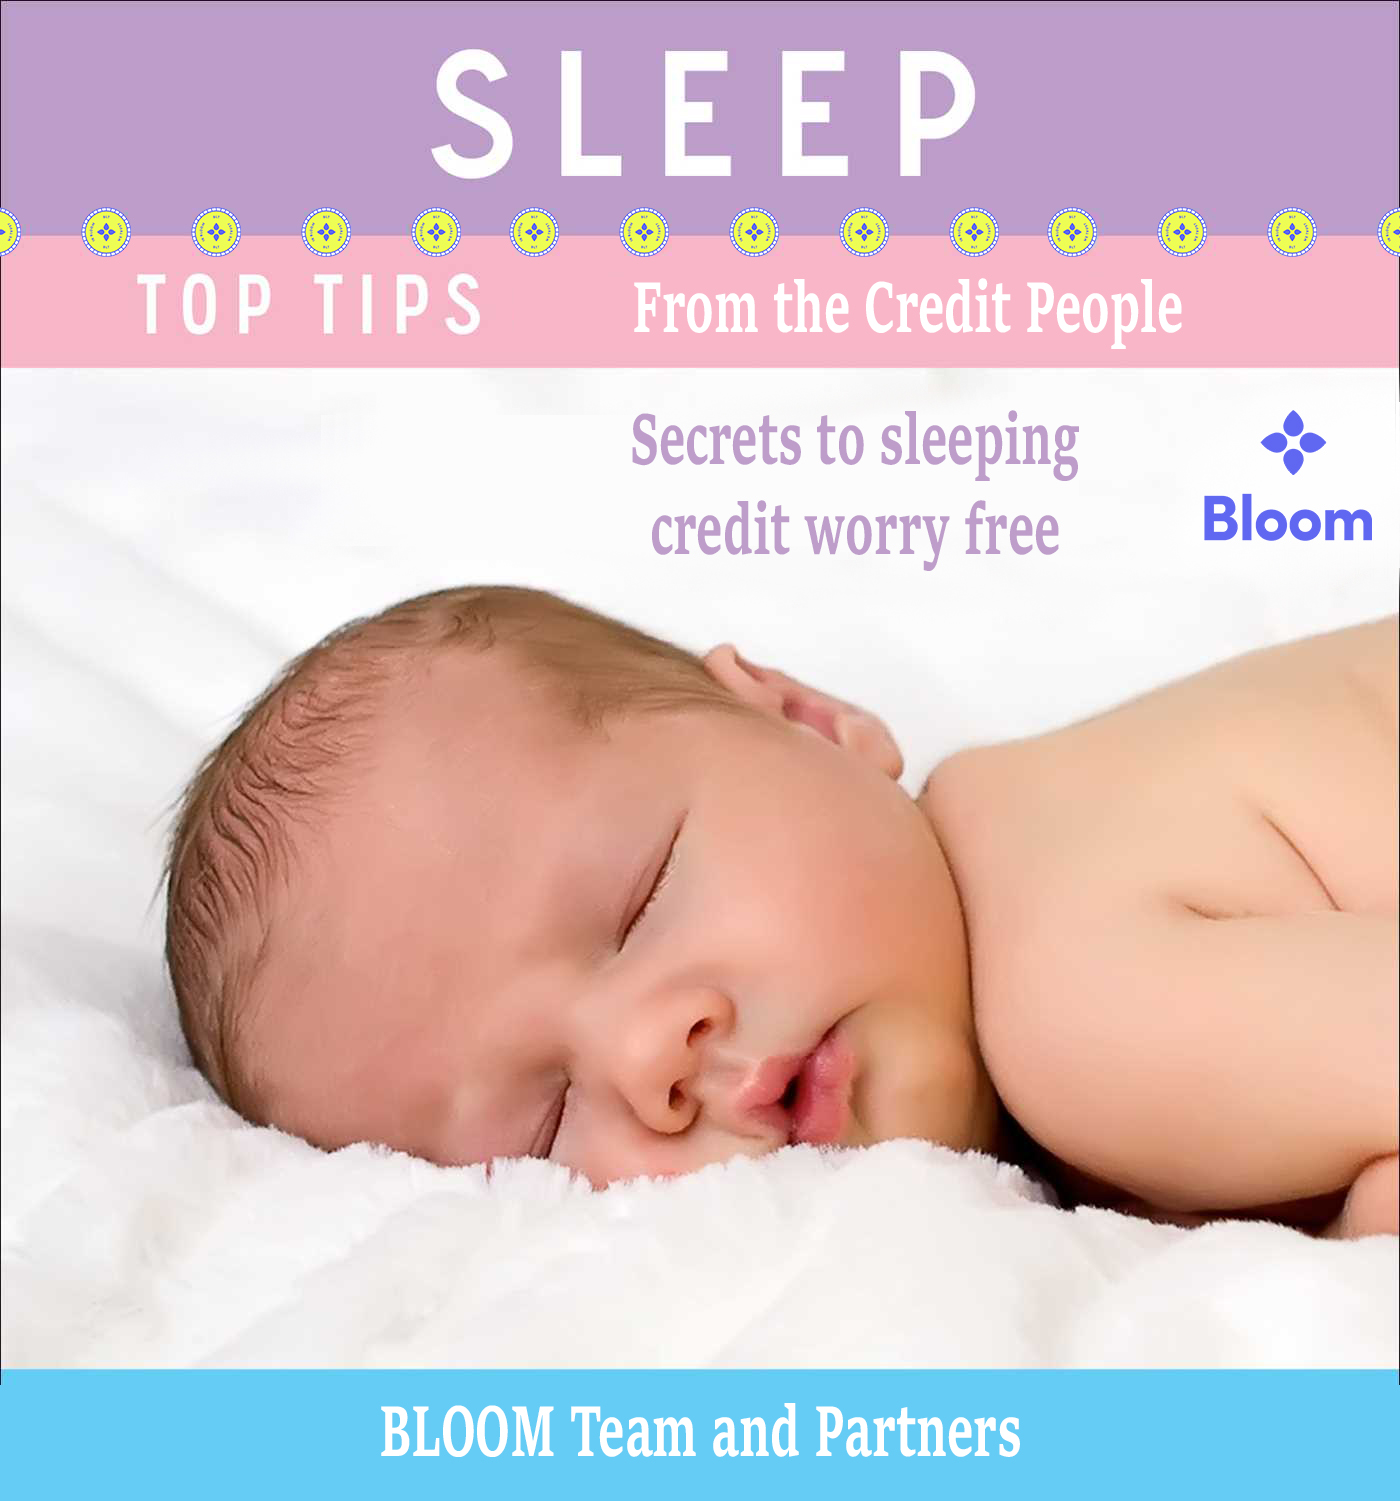 SLEEP
TOP TIPS From the Credit People
Secrets to sleeping
credit worry free
Bloom
BLOOM Team and Partners